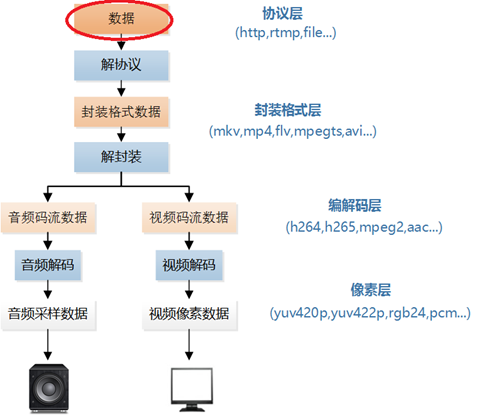 数据
协议层
(http,rtmp,file...)
解协议
封装格式数据
封装格式层
(mkv,mp4,flv,mpegts,avi...)
解封装
音频码流数据
视频码流数据
编解码层
(h264,h265,mpeg2,aac...)
音频解码
视频解码
音频采样数据
视频像素数据
像素层
(yuv420p,yuv422p,rgb24,pcm...)